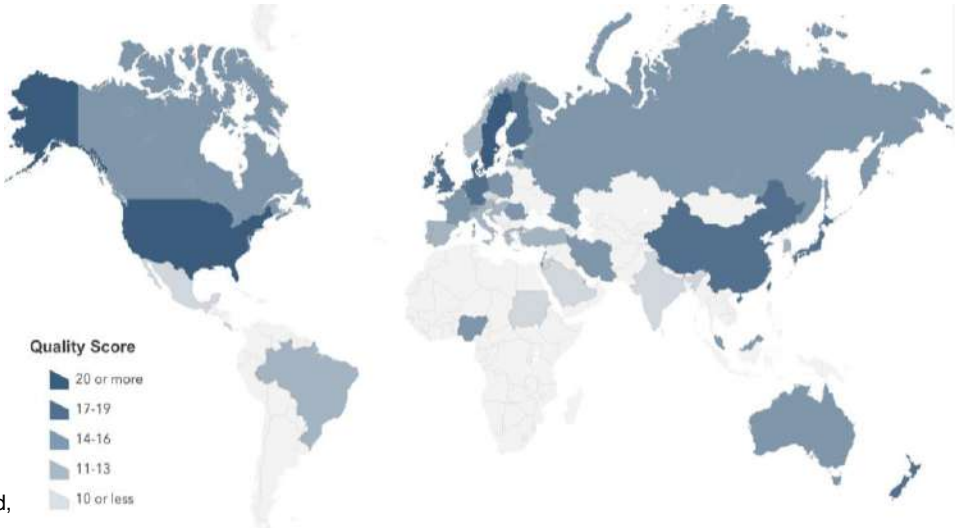 Quality Score
20 or more
17-19
14-16
11-13
10 or less
d,